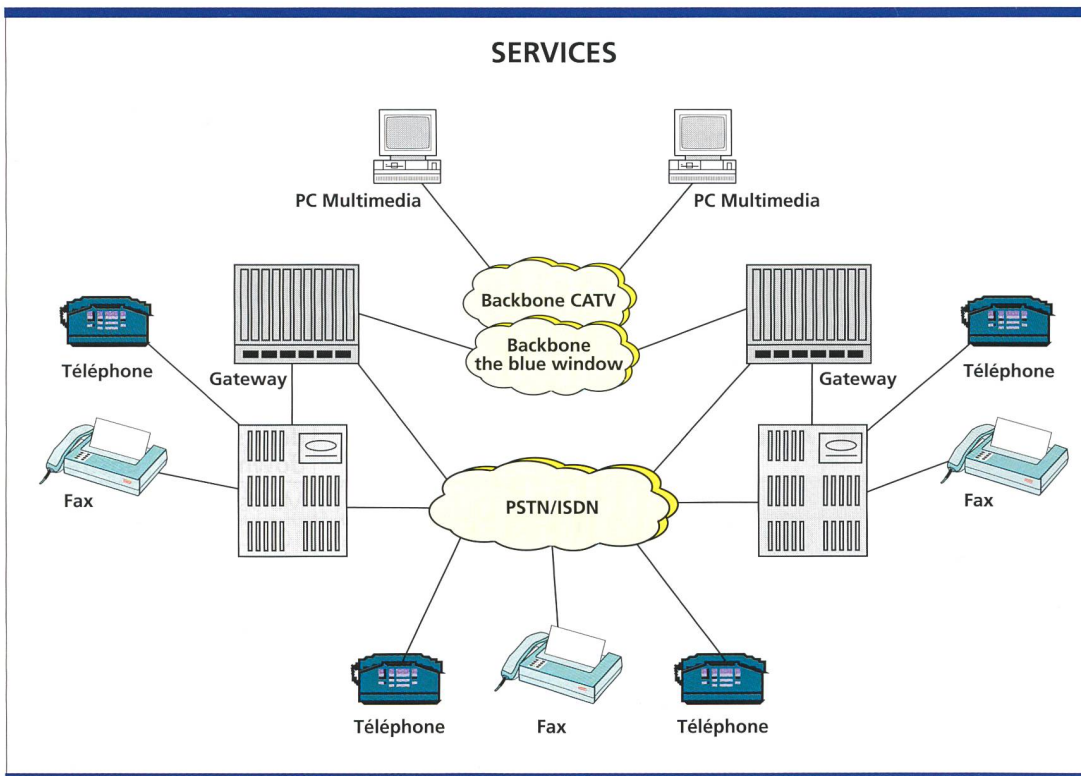 SERVICES
PC Multimedia
PC Multimedia
Backbone CATV
Backbone
the blue window
Téléphone
Gateway
Gateway
Téléphone
Fax
PSTN/ISDN
Fax
Téléphone
Fax
Téléphone